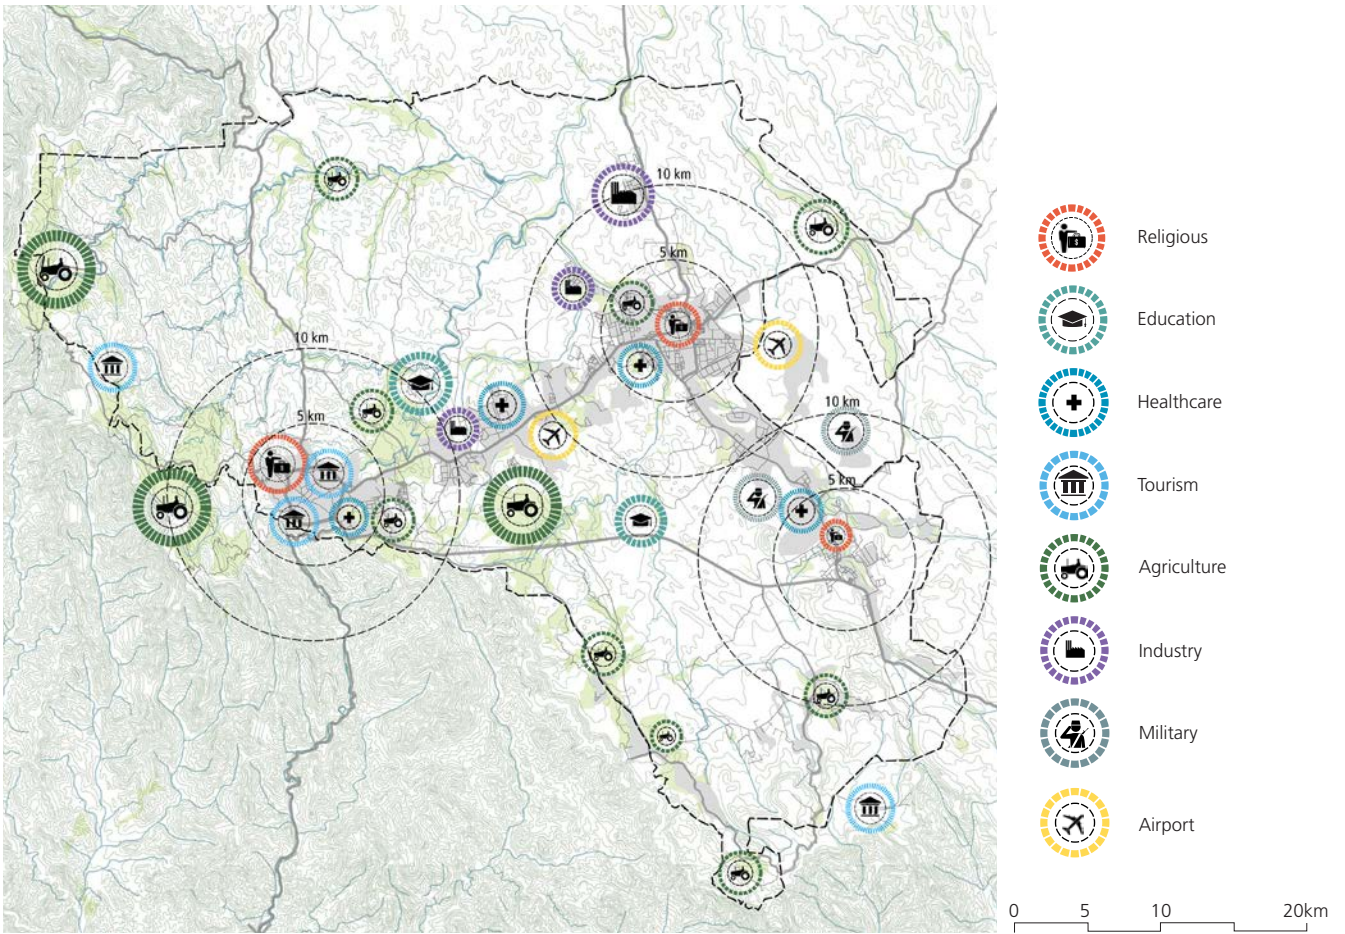 10 km
5 km
10 km
5 km
10 km
5 km
Religious
Education
Healthcare
Tourism
Agriculture
Industry
Military
Airport
0 5 10 20km